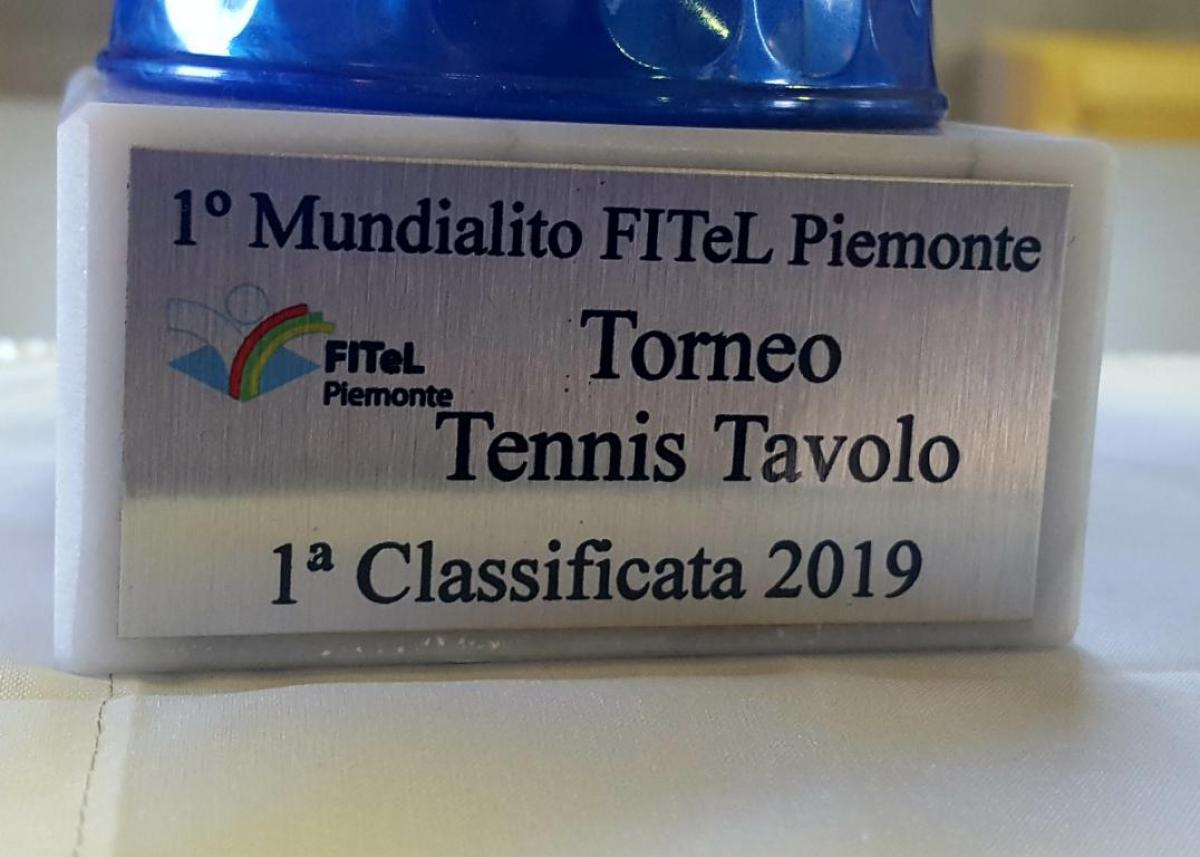 1º Mundialito FITeL Piemonte
FITeL
Piemonte
Torneo
Tennis Tavolo
1ª Classificata 2019